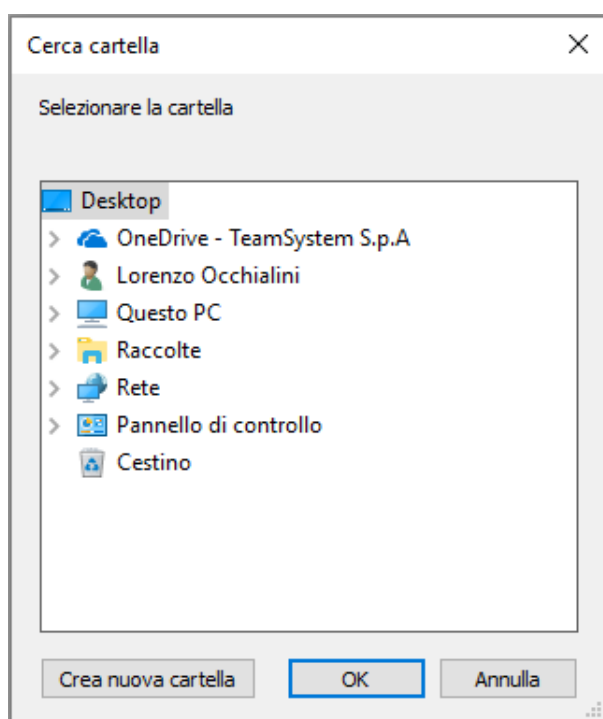 Cerca cartella
Selezionare la cartella
Desktop
OneDrive - TeamSystem S.p.A
Lorenzo Occhialini
Questo PC
Raccolte
Rete
Pannello di controllo
Cestino
Crea nuova cartella OK Annulla